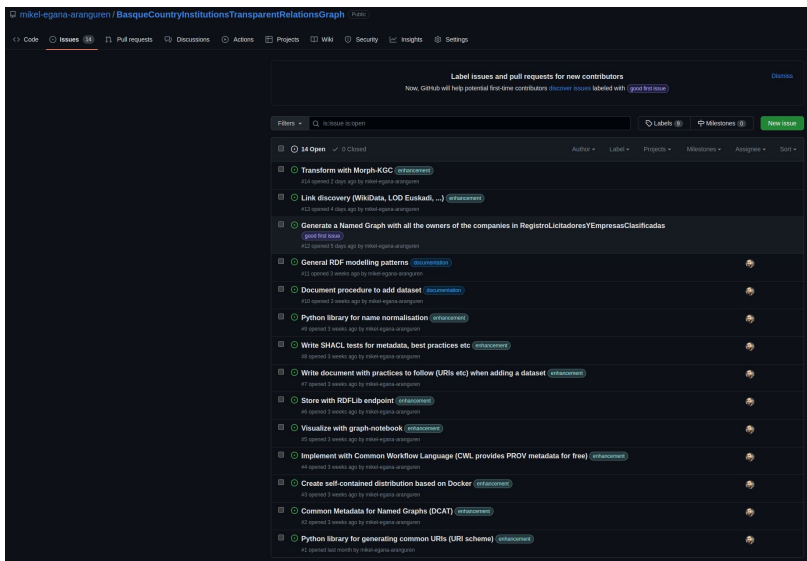 mikel-egana-aranguren / BasqueCountryInstitutionsTransparentRelationsGraph Public
Code Issues 14 Pull requests Discussions Actions Projects Wiki Security Insights Settings
Label issues and pull requests for new contributors
Dismiss
Now, GitHub will help potential first-time contributors discover issues labeled with good first issue
Filters is:issue is:open Labels 9 Milestones 0 New issue
14 Open 0 Closed Author Label Projects Milestones Assignee Sort
Transform with Morph-KGC enhancement
#14 opened 2 days ago by mikel-egana-aranguren
Link discovery (WikiData, LOD Euskadi, ...) enhancement
#13 opened 4 days ago by mikel-egana-aranguren
Generate a Named Graph with all the owners of the companies in RegistroLicitadoresYEmpresasClasificadas
good first issue
#12 opened 5 days ago by mikel-egana-aranguren
General RDF modelling patterns documentation
#11 opened 3 weeks ago by mikel-egana-aranguren
Document procedure to add dataset documentation
#10 opened 3 weeks ago by mikel-egana-aranguren
Python library for name normalisation enhancement
#9 opened 3 weeks ago by mikel-egana-aranguren
Write SHACL tests for metadata, best practices etc enhancement
#8 opened 3 weeks ago by mikel-egana-aranguren
Write document with practices to follow (URIs etc) when adding a dataset enhancement
#7 opened 3 weeks ago by mikel-egana-aranguren
Store with RDFLib endpoint enhancement
#6 opened 3 weeks ago by mikel-egana-aranguren
Visualize with graph-notebook enhancement
#5 opened 3 weeks ago by mikel-egana-aranguren
Implement with Common Workflow Language (CWL provides PROV metadata for free) enhancement
#4 opened 3 weeks ago by mikel-egana-aranguren
Create self-contained distribution based on Docker enhancement
#3 opened 3 weeks ago by mikel-egana-aranguren
Common Metadata for Named Graphs (DCAT) enhancement
#2 opened 3 weeks ago by mikel-egana-aranguren
Python library for generating common URIs (URI scheme) enhancement
#1 opened last month by mikel-egana-aranguren